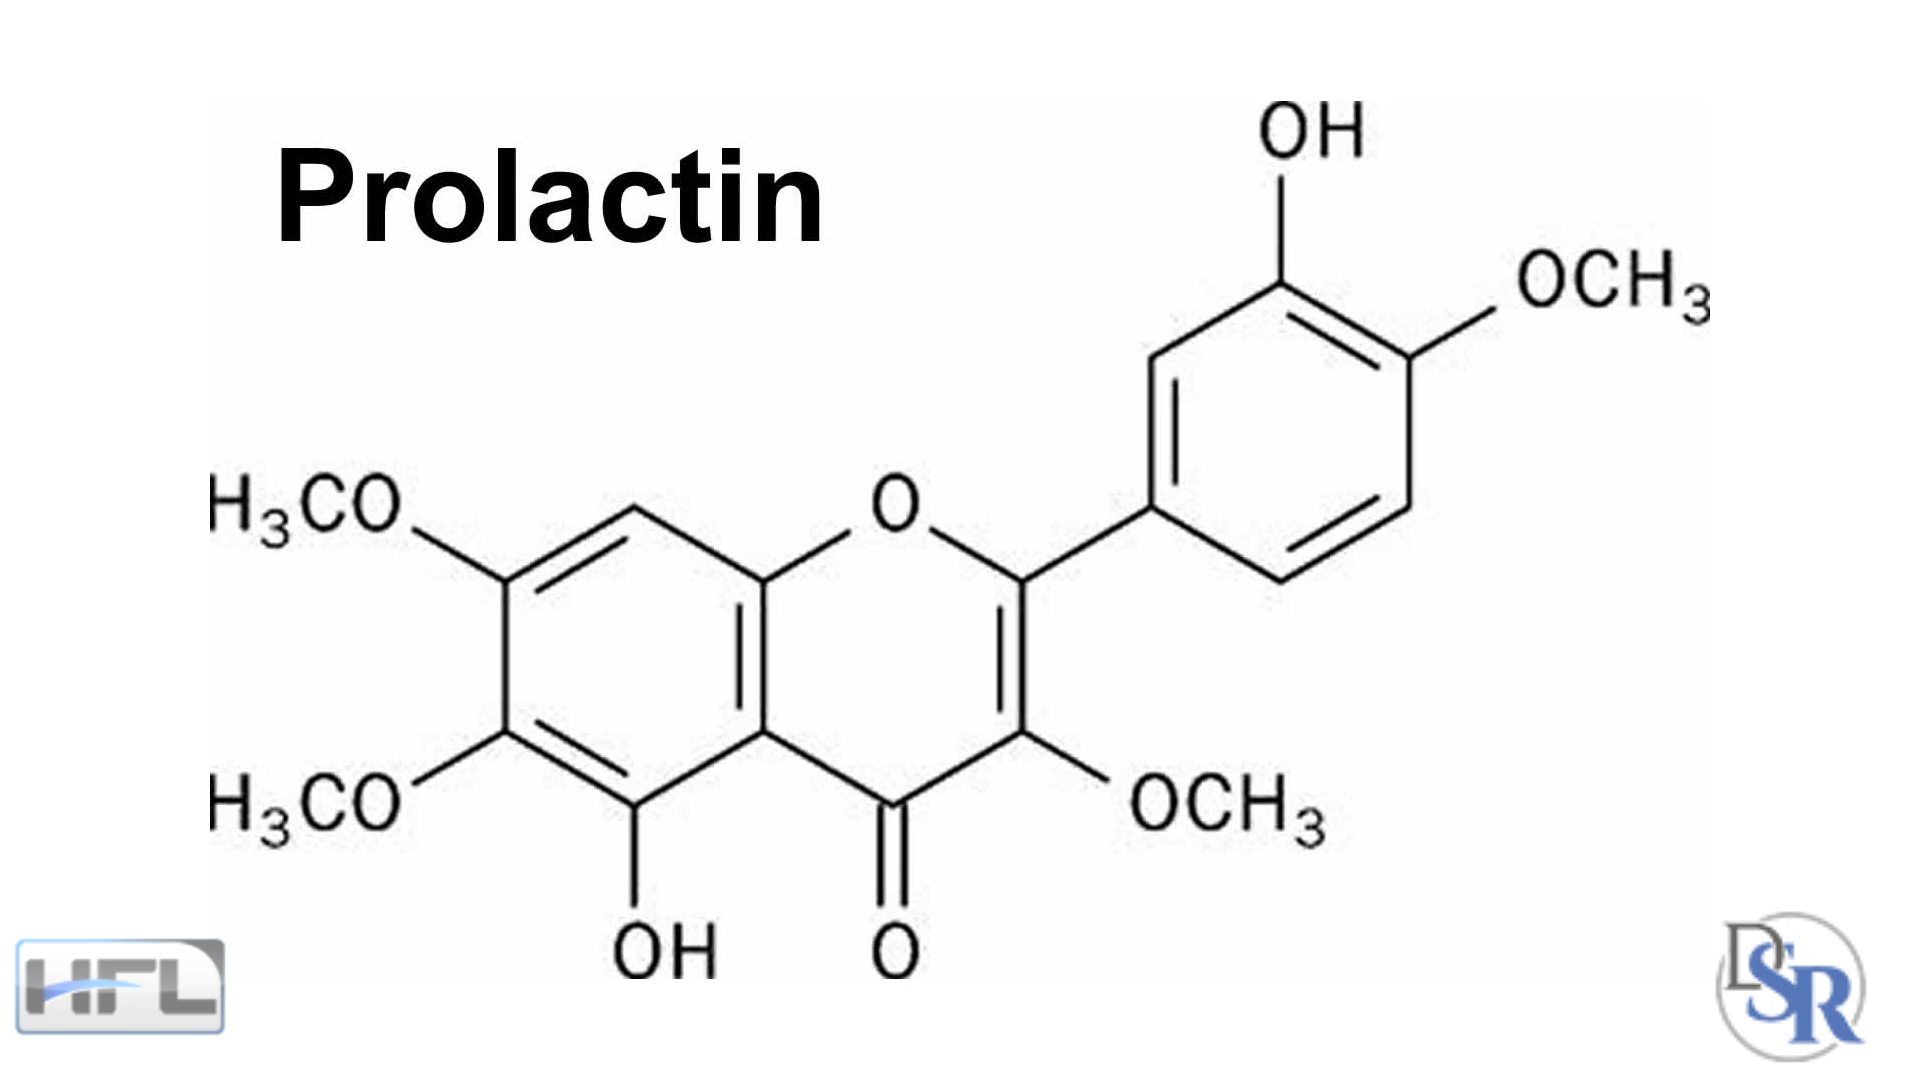 OH
Prolactin
OCH₃
H₃CO
O
H₃CO
OCH₃
OH
O
HFL
DSR